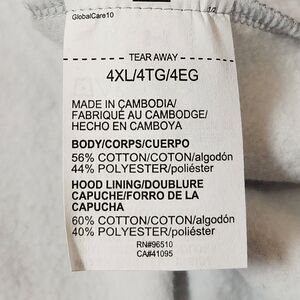 GlobalCare10
TEAR AWAY
4XL/4TG/4EG
MADE IN CAMBODIA/
FABRIQUÉ AU CAMBODGE/
HECHO EN CAMBOYA
BODY/CORPS/CUERPO
56% COTTON/COTON/algodón
44% POLYESTER/poliéster
HOOD LINING/DOUBLURE
CAPUCHE/FORRO DE LA
CAPUCHA
60% COTTON/COTON/algodón
40% POLYESTER/poliéster
RN#96510
CA#41095